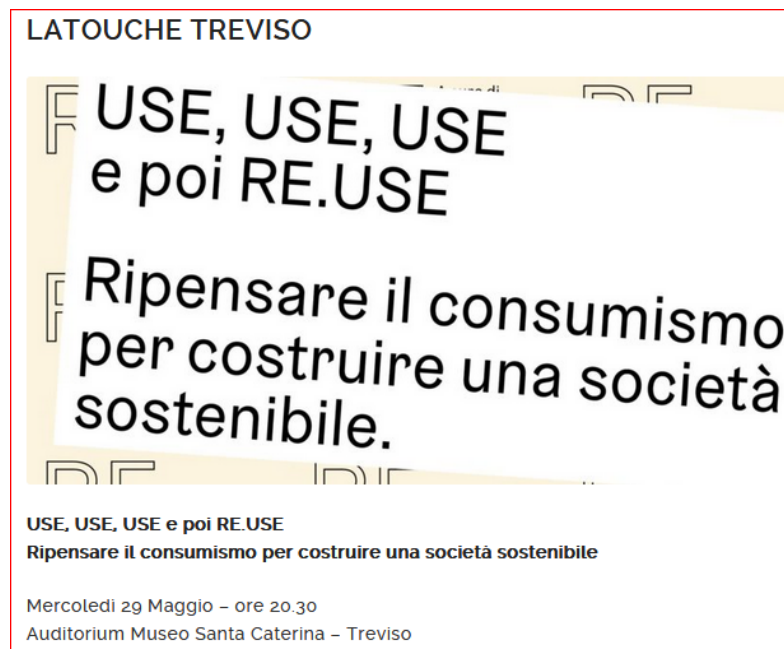 LATOUCHE TREVISO
USE, USE, USE
e poi RE.USE
Ripensare il consumismo
per costruire una società
sostenibile.
RE
USE, USE, USE e poi RE.USE
Ripensare il consumismo per costruire una società sostenibile
Mercoledì 29 Maggio – ore 20.30
Auditorium Museo Santa Caterina – Treviso